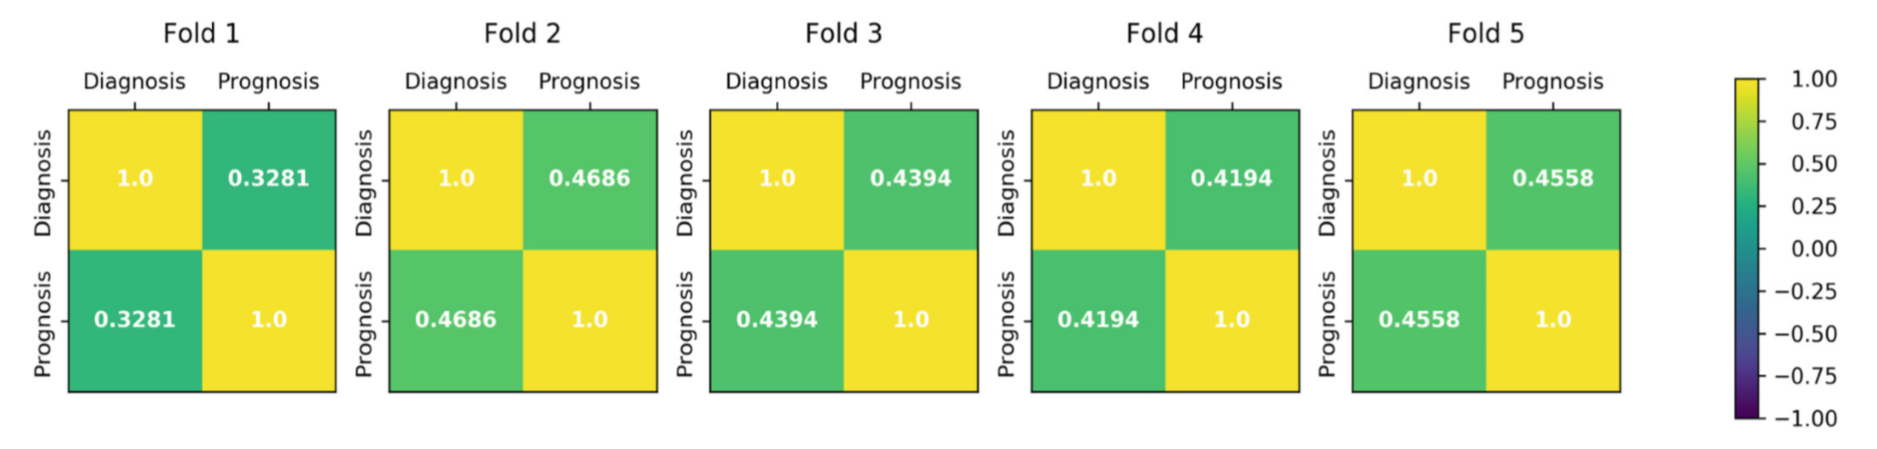 Fold 1
Diagnosis Prognosis
Diagnosis
1.0 0.3281
Prognosis
0.3281 1.0
Fold 2
Diagnosis Prognosis
Diagnosis
1.0 0.4686
Prognosis
0.4686 1.0
Fold 3
Diagnosis Prognosis
Diagnosis
1.0 0.4394
Prognosis
0.4394 1.0
Fold 4
Diagnosis Prognosis
Diagnosis
1.0 0.4194
Prognosis
0.4194 1.0
Fold 5
Diagnosis Prognosis
Diagnosis
1.0 0.4558
Prognosis
0.4558 1.0
1.00
0.75
0.50
0.25
0.00
−0.25
−0.50
−0.75
−1.00